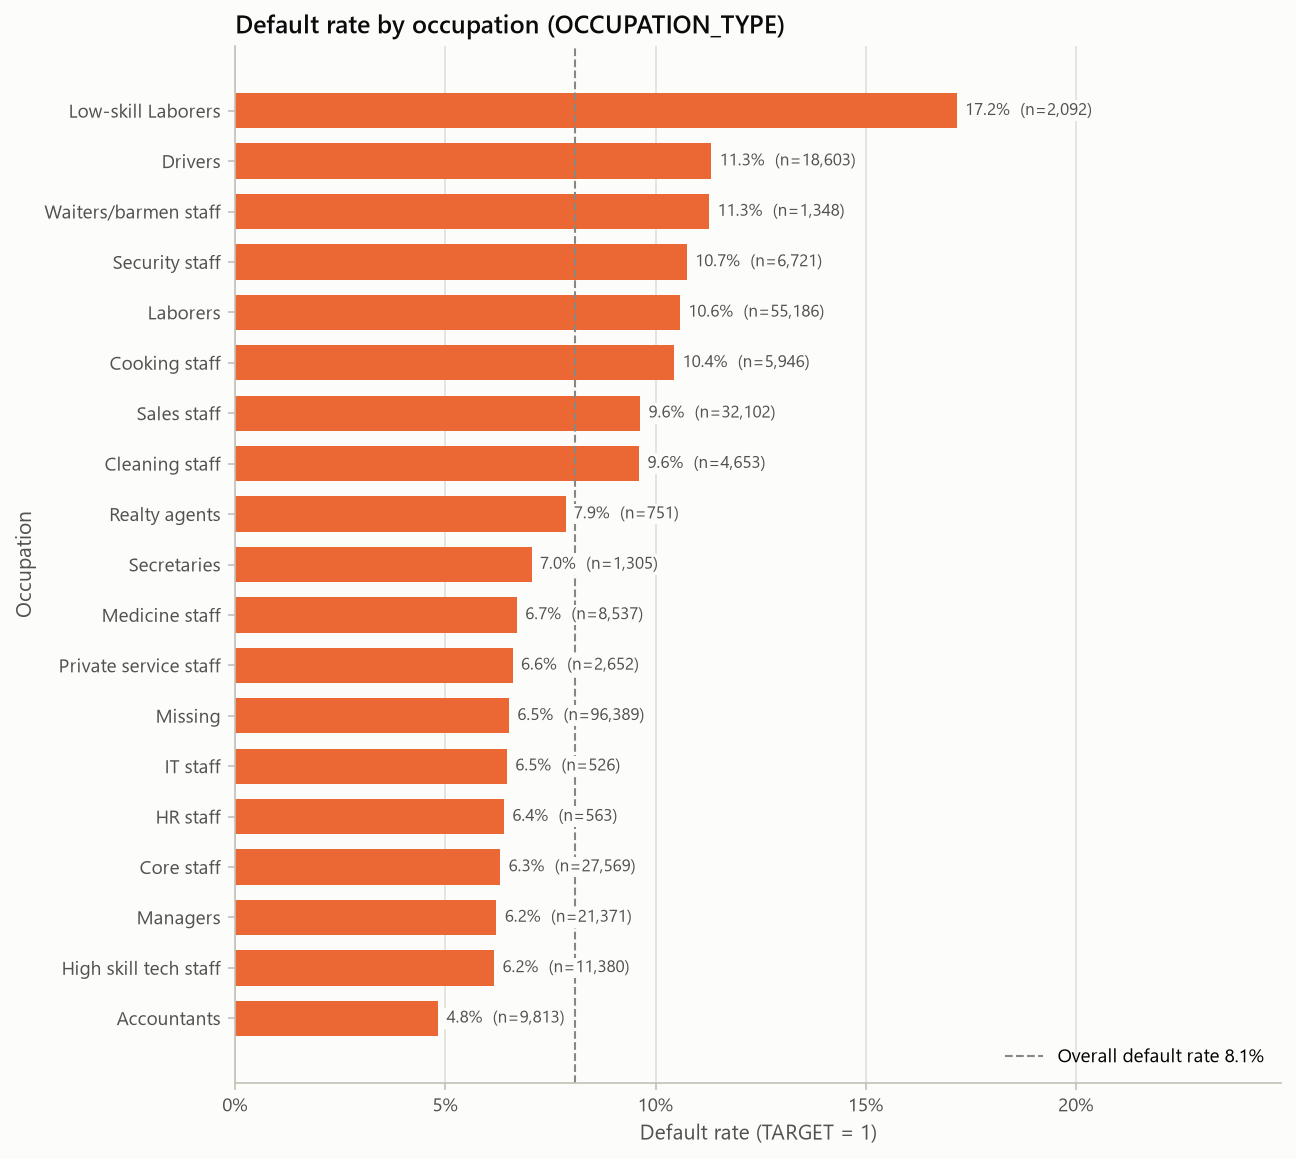 Default rate by occupation (OCCUPATION_TYPE)
Low-skill Laborers 17.2% (n=2,092)
Drivers 11.3% (n=18,603)
Waiters/barmen staff 11.3% (n=1,348)
Security staff 10.7% (n=6,721)
Laborers 10.6% (n=55,186)
Cooking staff 10.4% (n=5,946)
Sales staff 9.6% (n=32,102)
Cleaning staff 9.6% (n=4,653)
Realty agents 7.9% (n=751)
Secretaries 7.0% (n=1,305)
Medicine staff 6.7% (n=8,537)
Private service staff 6.6% (n=2,652)
Missing 6.5% (n=96,389)
IT staff 6.5% (n=526)
HR staff 6.4% (n=563)
Core staff 6.3% (n=27,569)
Managers 6.2% (n=21,371)
High skill tech staff 6.2% (n=11,380)
Accountants 4.8% (n=9,813)
Occupation
Overall default rate 8.1%
0% 5% 10% 15% 20%
Default rate (TARGET = 1)